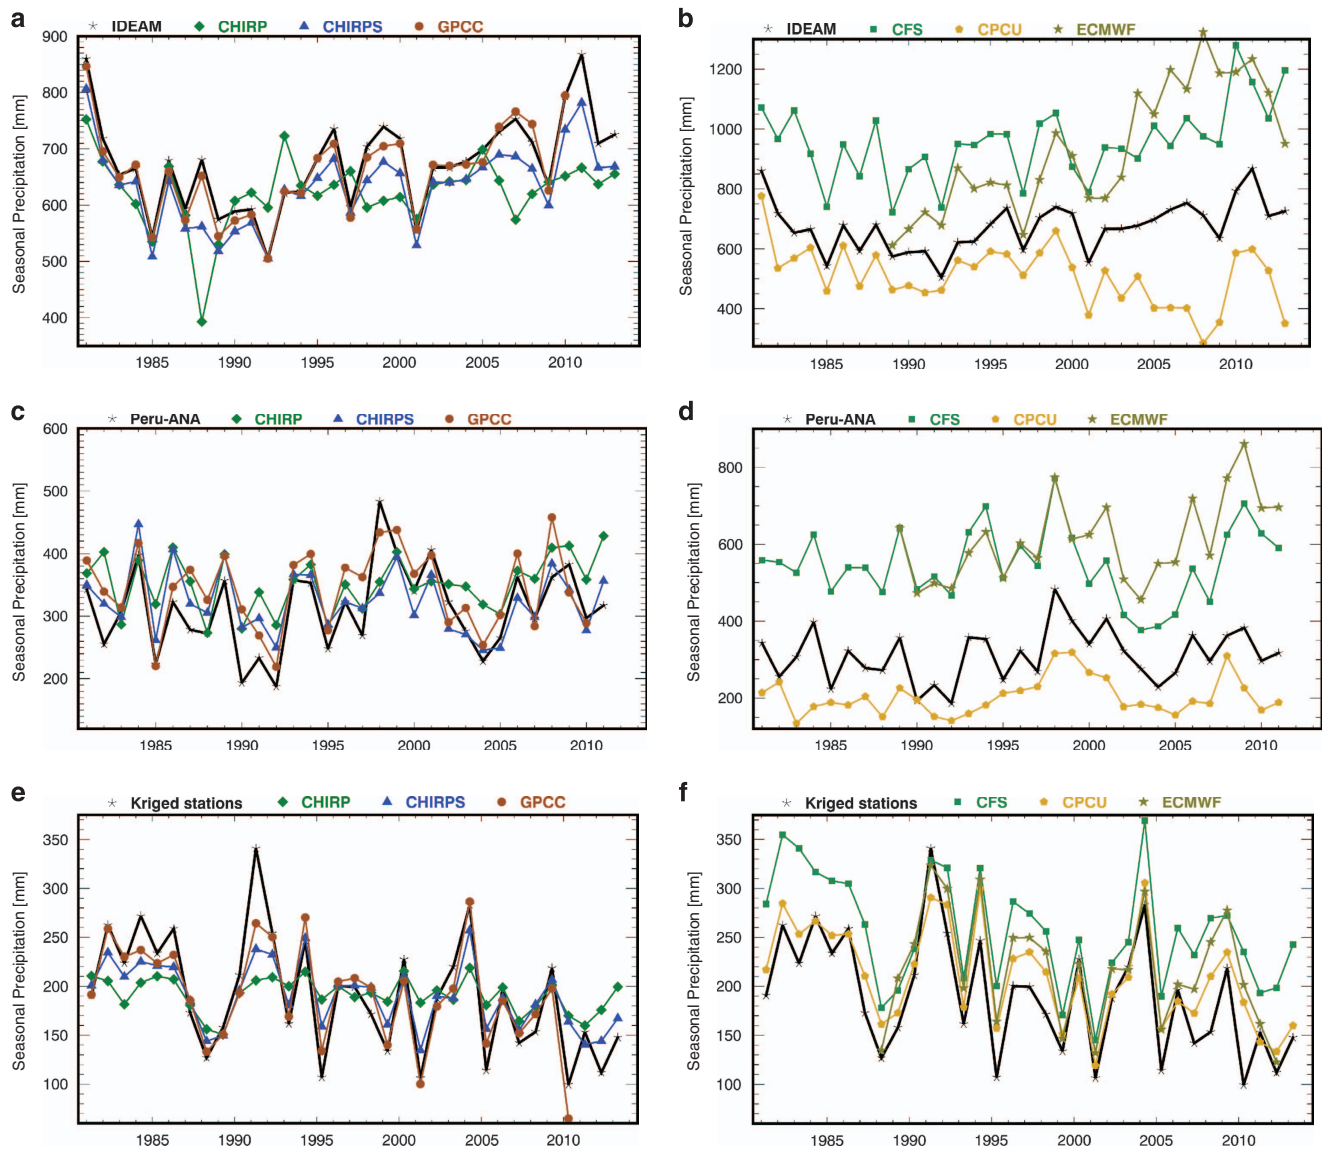 a
IDEAM CHIRP CHIRPS GPCC
900
800
700
600
500
400
Seasonal Precipitation [mm]
1985 1990 1995 2000 2005 2010
b
IDEAM CFS CPCU ECMWF
1200
1000
800
600
400
Seasonal Precipitation [mm]
1985 1990 1995 2000 2005 2010
c
Peru-ANA CHIRP CHIRPS GPCC
600
500
400
300
200
Seasonal Precipitation [mm]
1985 1990 1995 2000 2005 2010
d
Peru-ANA CFS CPCU ECMWF
800
600
400
200
Seasonal Precipitation [mm]
1985 1990 1995 2000 2005 2010
e
Kriged stations CHIRP CHIRPS GPCC
350
300
250
200
150
100
Seasonal Precipitation [mm]
1985 1990 1995 2000 2005 2010
f
Kriged stations CFS CPCU ECMWF
350
300
250
200
150
100
Seasonal Precipitation [mm]
1985 1990 1995 2000 2005 2010